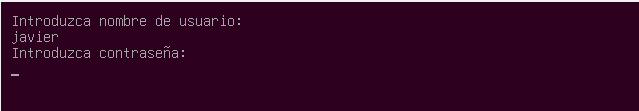 Introduzca nombre de usuario:
javier
Introduzca contraseña: